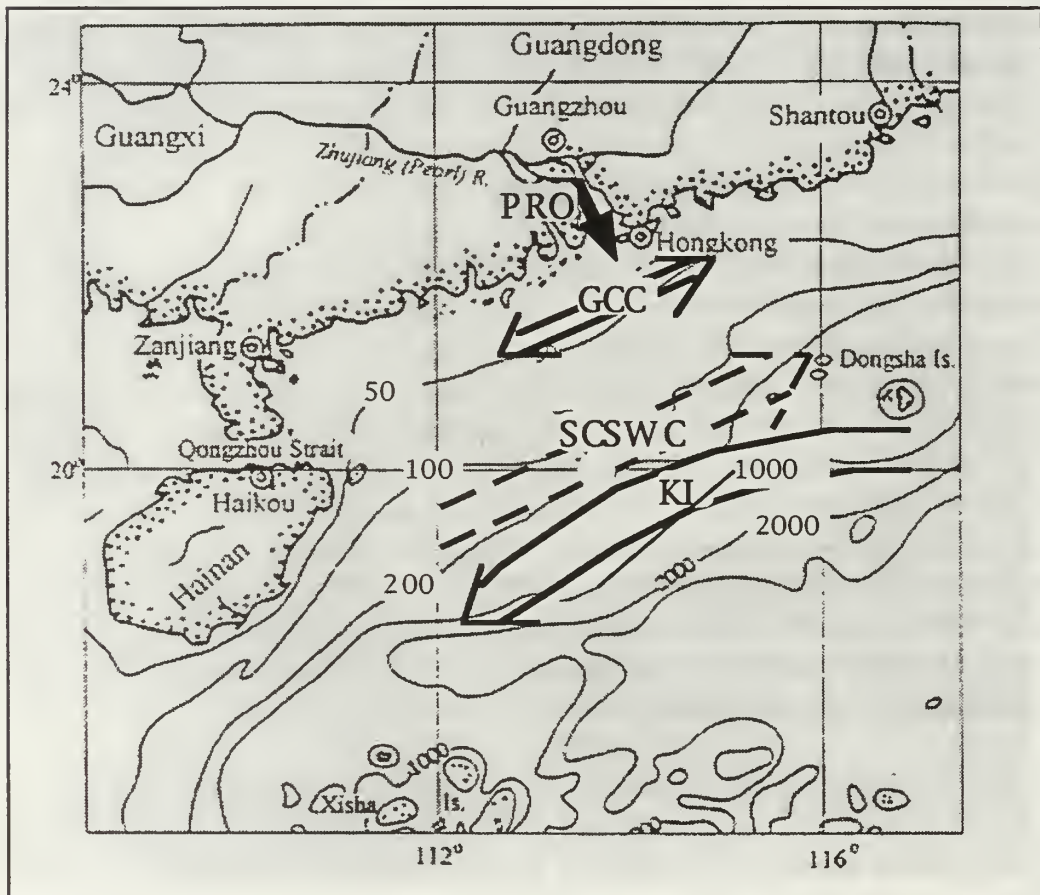 Guangdong
24°
Guangzhou
Shantou
Guangxi
Zhujiang (Pearl) R.
PRO
Hongkong
GCC
Zanjiang
Dongsha Is.
50
SCSWC
Qongzhou Strait
20°
100
1000
KI
Haikou
2000
Hainan
200
1000
Xisha Is.
112°
116°